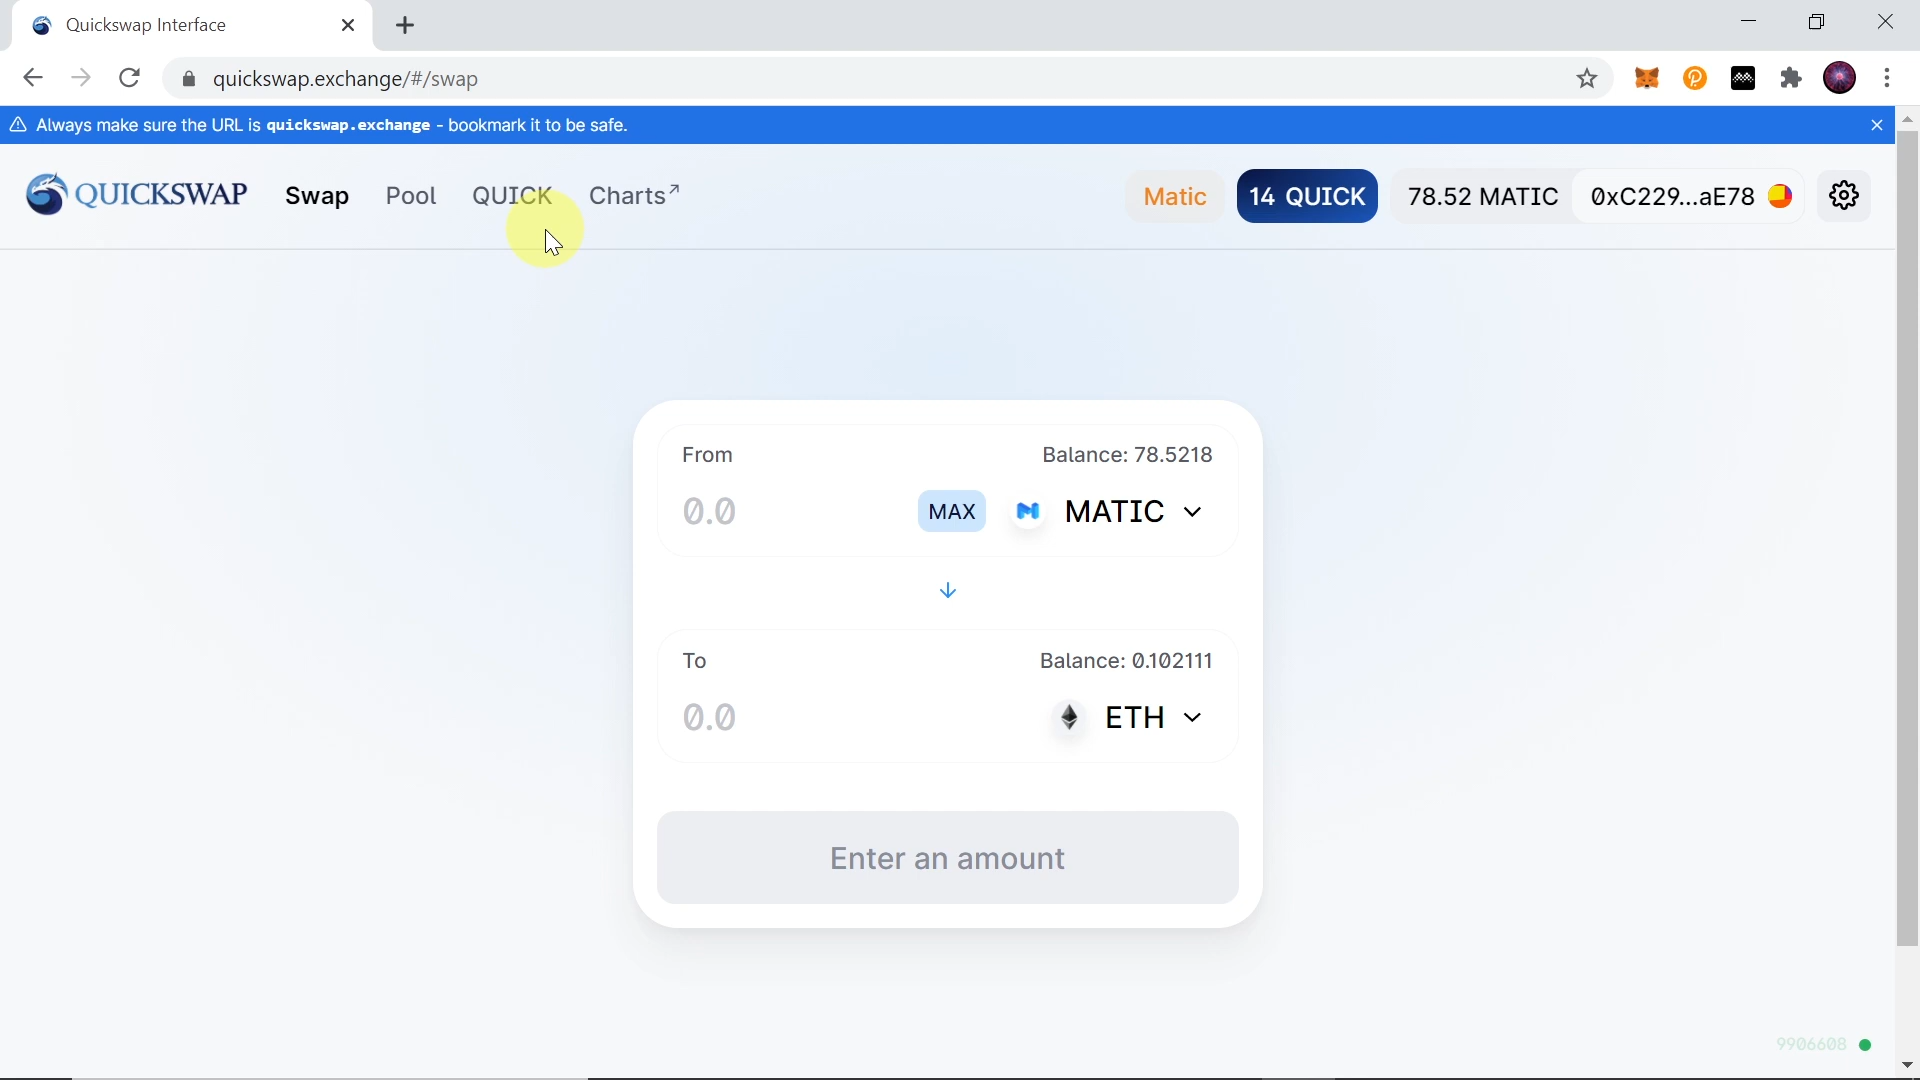 Quickswap Interface
quickswap.exchange/#/swap
Always make sure the URL is quickswap.exchange - bookmark it to be safe.
QUICKSWAP Swap Pool QUICK Charts↗ Matic 14 QUICK 78.52 MATIC 0xC229...aE78
From Balance: 78.5218
0.0 MAX MATIC
To Balance: 0.102111
0.0 ETH
Enter an amount
9906608